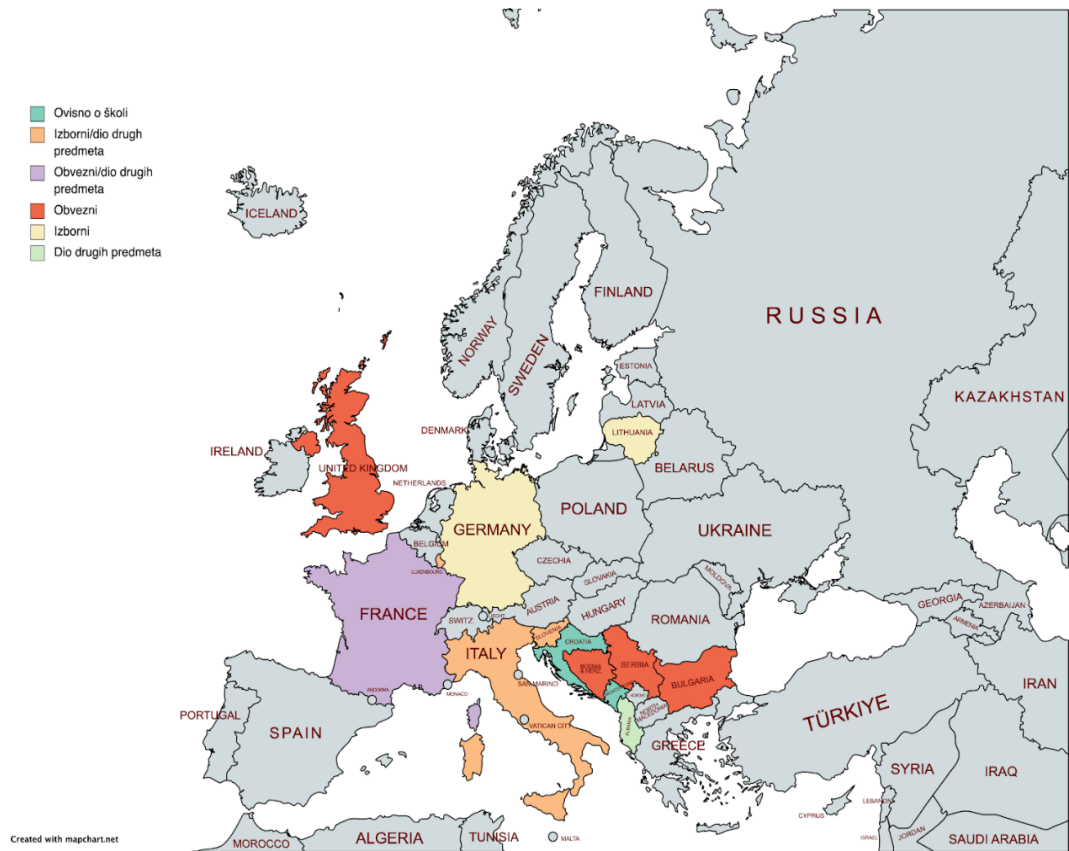 Ovisno o školi
Izborni/dio drugh
predmeta
Obvezni/dio drugih
predmeta
Obvezni
Izborni
Dio drugih predmeta
ICELAND
FINLAND
RUSSIA
NORWAY
SWEDEN
ESTONIA
LATVIA
KAZAKHSTAN
DENMARK
LITHUANIA
IRELAND
UNITED KINGDOM
BELARUS
NETHERLANDS
POLAND
GERMANY
UKRAINE
BELGIUM
CZECHIA
LUXEMBOURG
SLOVAKIA
MOLDOVA
FRANCE
AUSTRIA
HUNGARY
SWITZ.
LIECHT.
ROMANIA
GEORGIA
AZERBAIJAN
ARMENIA
SLOVENIA
CROATIA
ITALY
BOSNIA
& HERZ.
SERBIA
BULGARIA
SAN MARINO
MONACO
ANDORRA
KOSOVO
NORTH
MACEDONIA
VATICAN CITY
ALBANIA
PORTUGAL
SPAIN
GREECE
TÜRKIYE
IRAN
SYRIA
IRAQ
CYPRUS
LEBANON
ISRAEL
JORDAN
SAUDI ARABIA
MOROCCO
ALGERIA
TUNISIA
MALTA
Created with mapchart.net